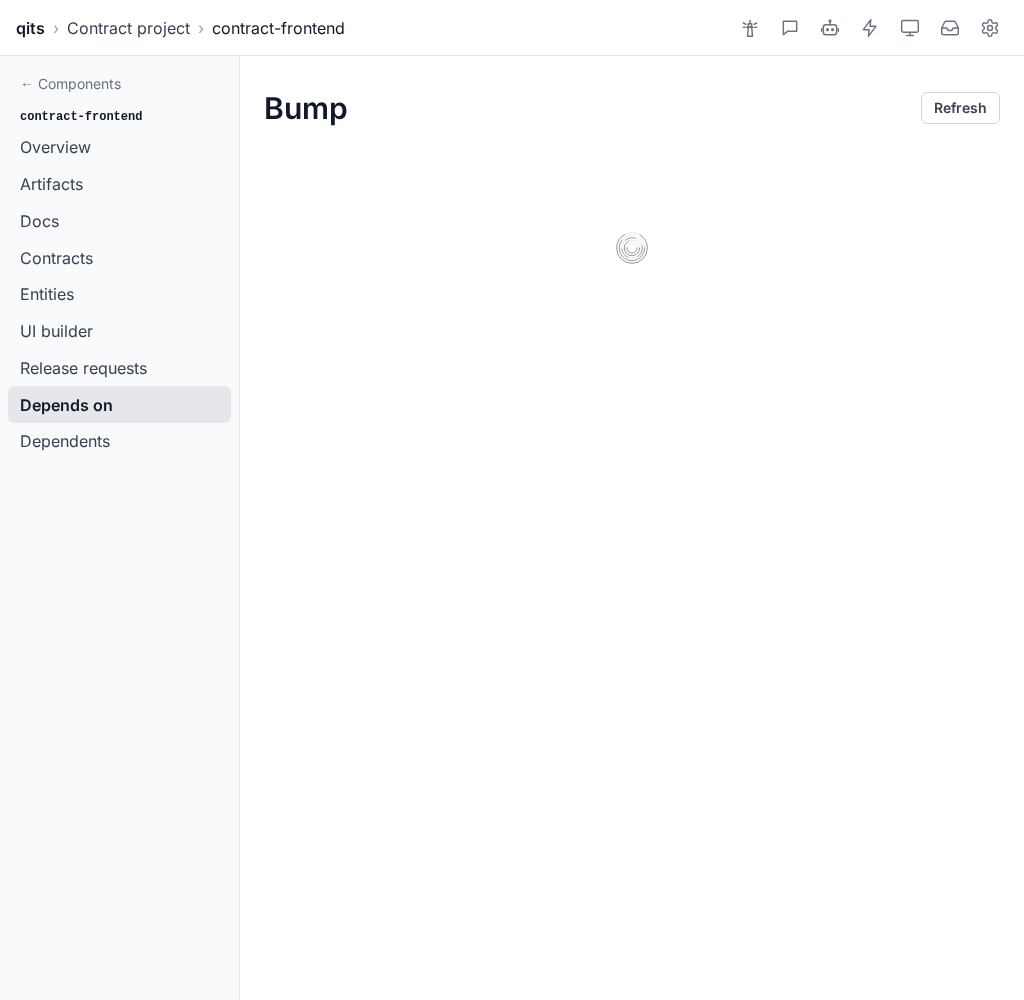 qits › Contract project › contract-frontend
← Components
contract-frontend
Overview
Artifacts
Docs
Contracts
Entities
UI builder
Release requests
Depends on
Dependents
Bump
Refresh